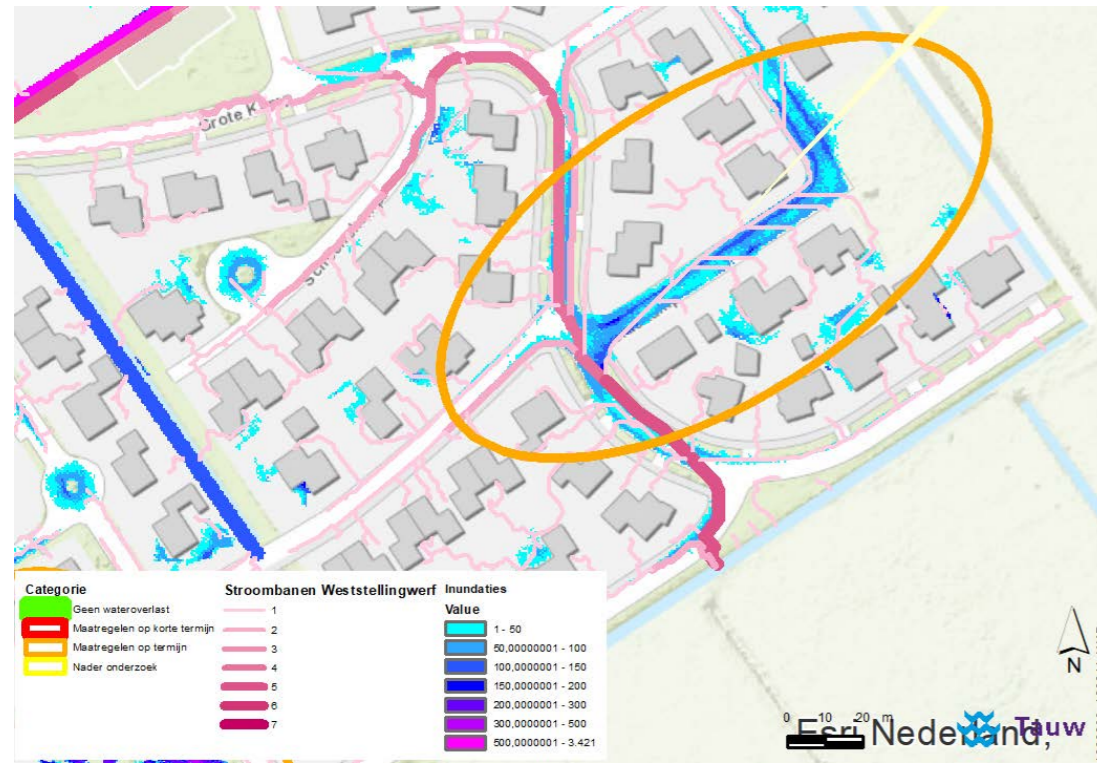 Grote K
Categorie
Geen wateroverlast
Maatregelen op korte termijn
Maatregelen op termijn
Nader onderzoek
Stroombanen Weststellingwerf
1
2
3
4
5
6
7
Inundaties
Value
1 - 50
50,00000001 - 100
100,0000001 - 150
150,0000001 - 200
200,0000001 - 300
300,0000001 - 500
500,0000001 - 3.421
N
0 10 20 m
Esri Nederland,
Tauw